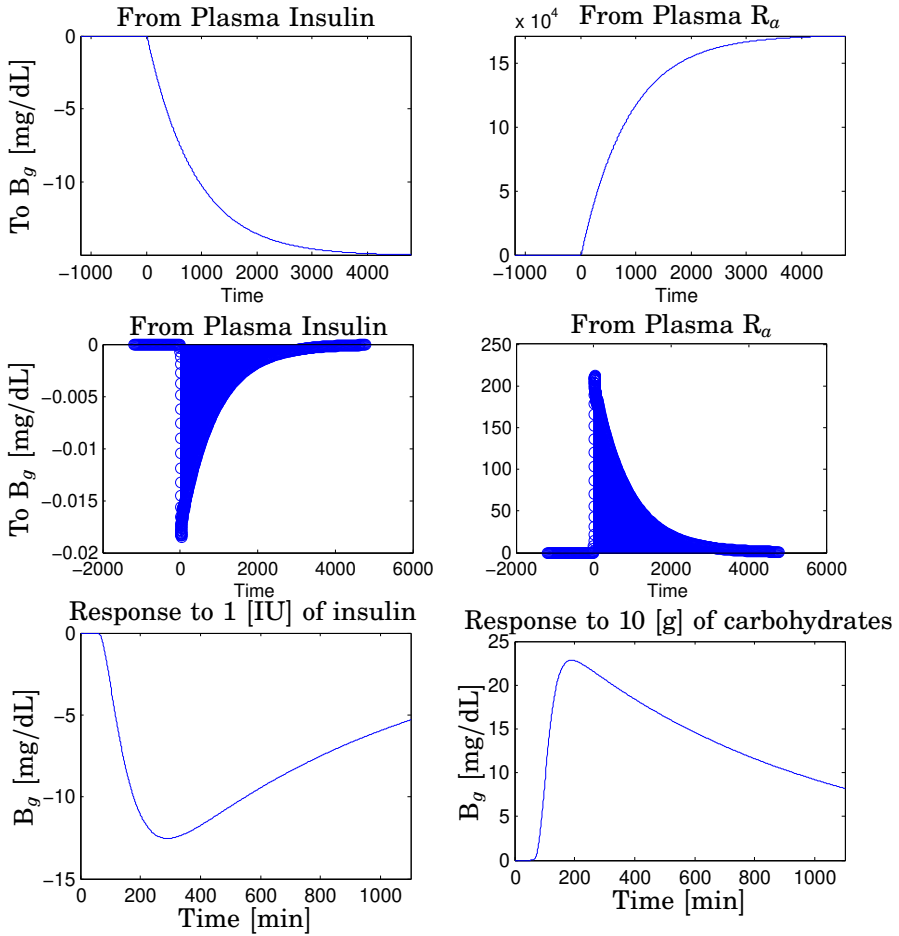 From Plasma Insulin
To B_g [mg/dL]
0
−5
−10
−1000 0 1000 2000 3000 4000
Time
From Plasma R_a
x 10^4
15
10
5
0
−1000 0 1000 2000 3000 4000
Time
From Plasma Insulin
To B_g [mg/dL]
0
−0.005
−0.01
−0.015
−0.02
−2000 0 2000 4000 6000
Time
From Plasma R_a
250
200
150
100
50
0
−2000 0 2000 4000 6000
Time
Response to 1 [IU] of insulin
B_g [mg/dL]
0
−5
−10
−15
0 200 400 600 800 1000
Time [min]
Response to 10 [g] of carbohydrates
B_g [mg/dL]
25
20
15
10
5
0
0 200 400 600 800 1000
Time [min]